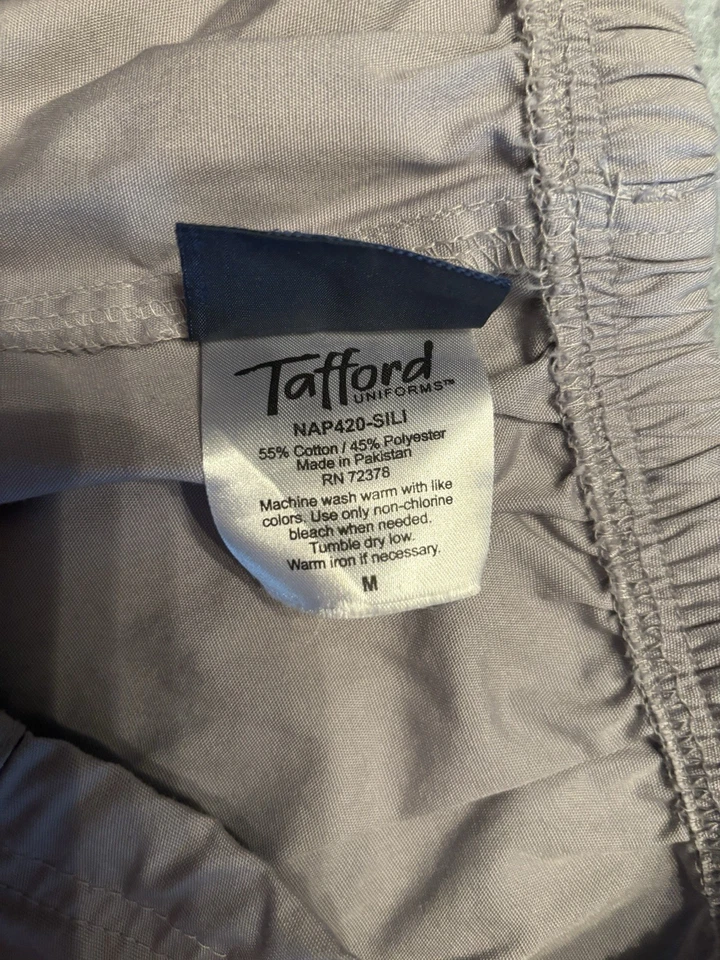 Tafford
UNIFORMS™
NAP420-SILI
55% Cotton / 45% Polyester
Made in Pakistan
RN 72378
Machine wash warm with like
colors. Use only non-chlorine
bleach when needed.
Tumble dry low.
Warm iron if necessary.
M